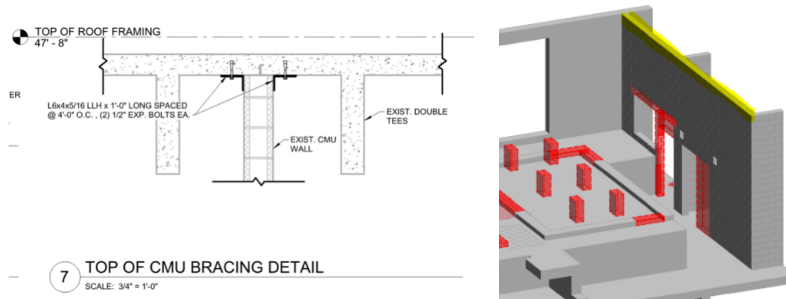 TOP OF ROOF FRAMING
47' - 8"
ER
L6x4x5/16 LLH x 1'-0" LONG SPACED
@ 4'-0" O.C. , (2) 1/2" EXP. BOLTS EA.
EXIST. DOUBLE
TEES
EXIST. CMU
WALL
7
TOP OF CMU BRACING DETAIL
SCALE: 3/4" = 1'-0"